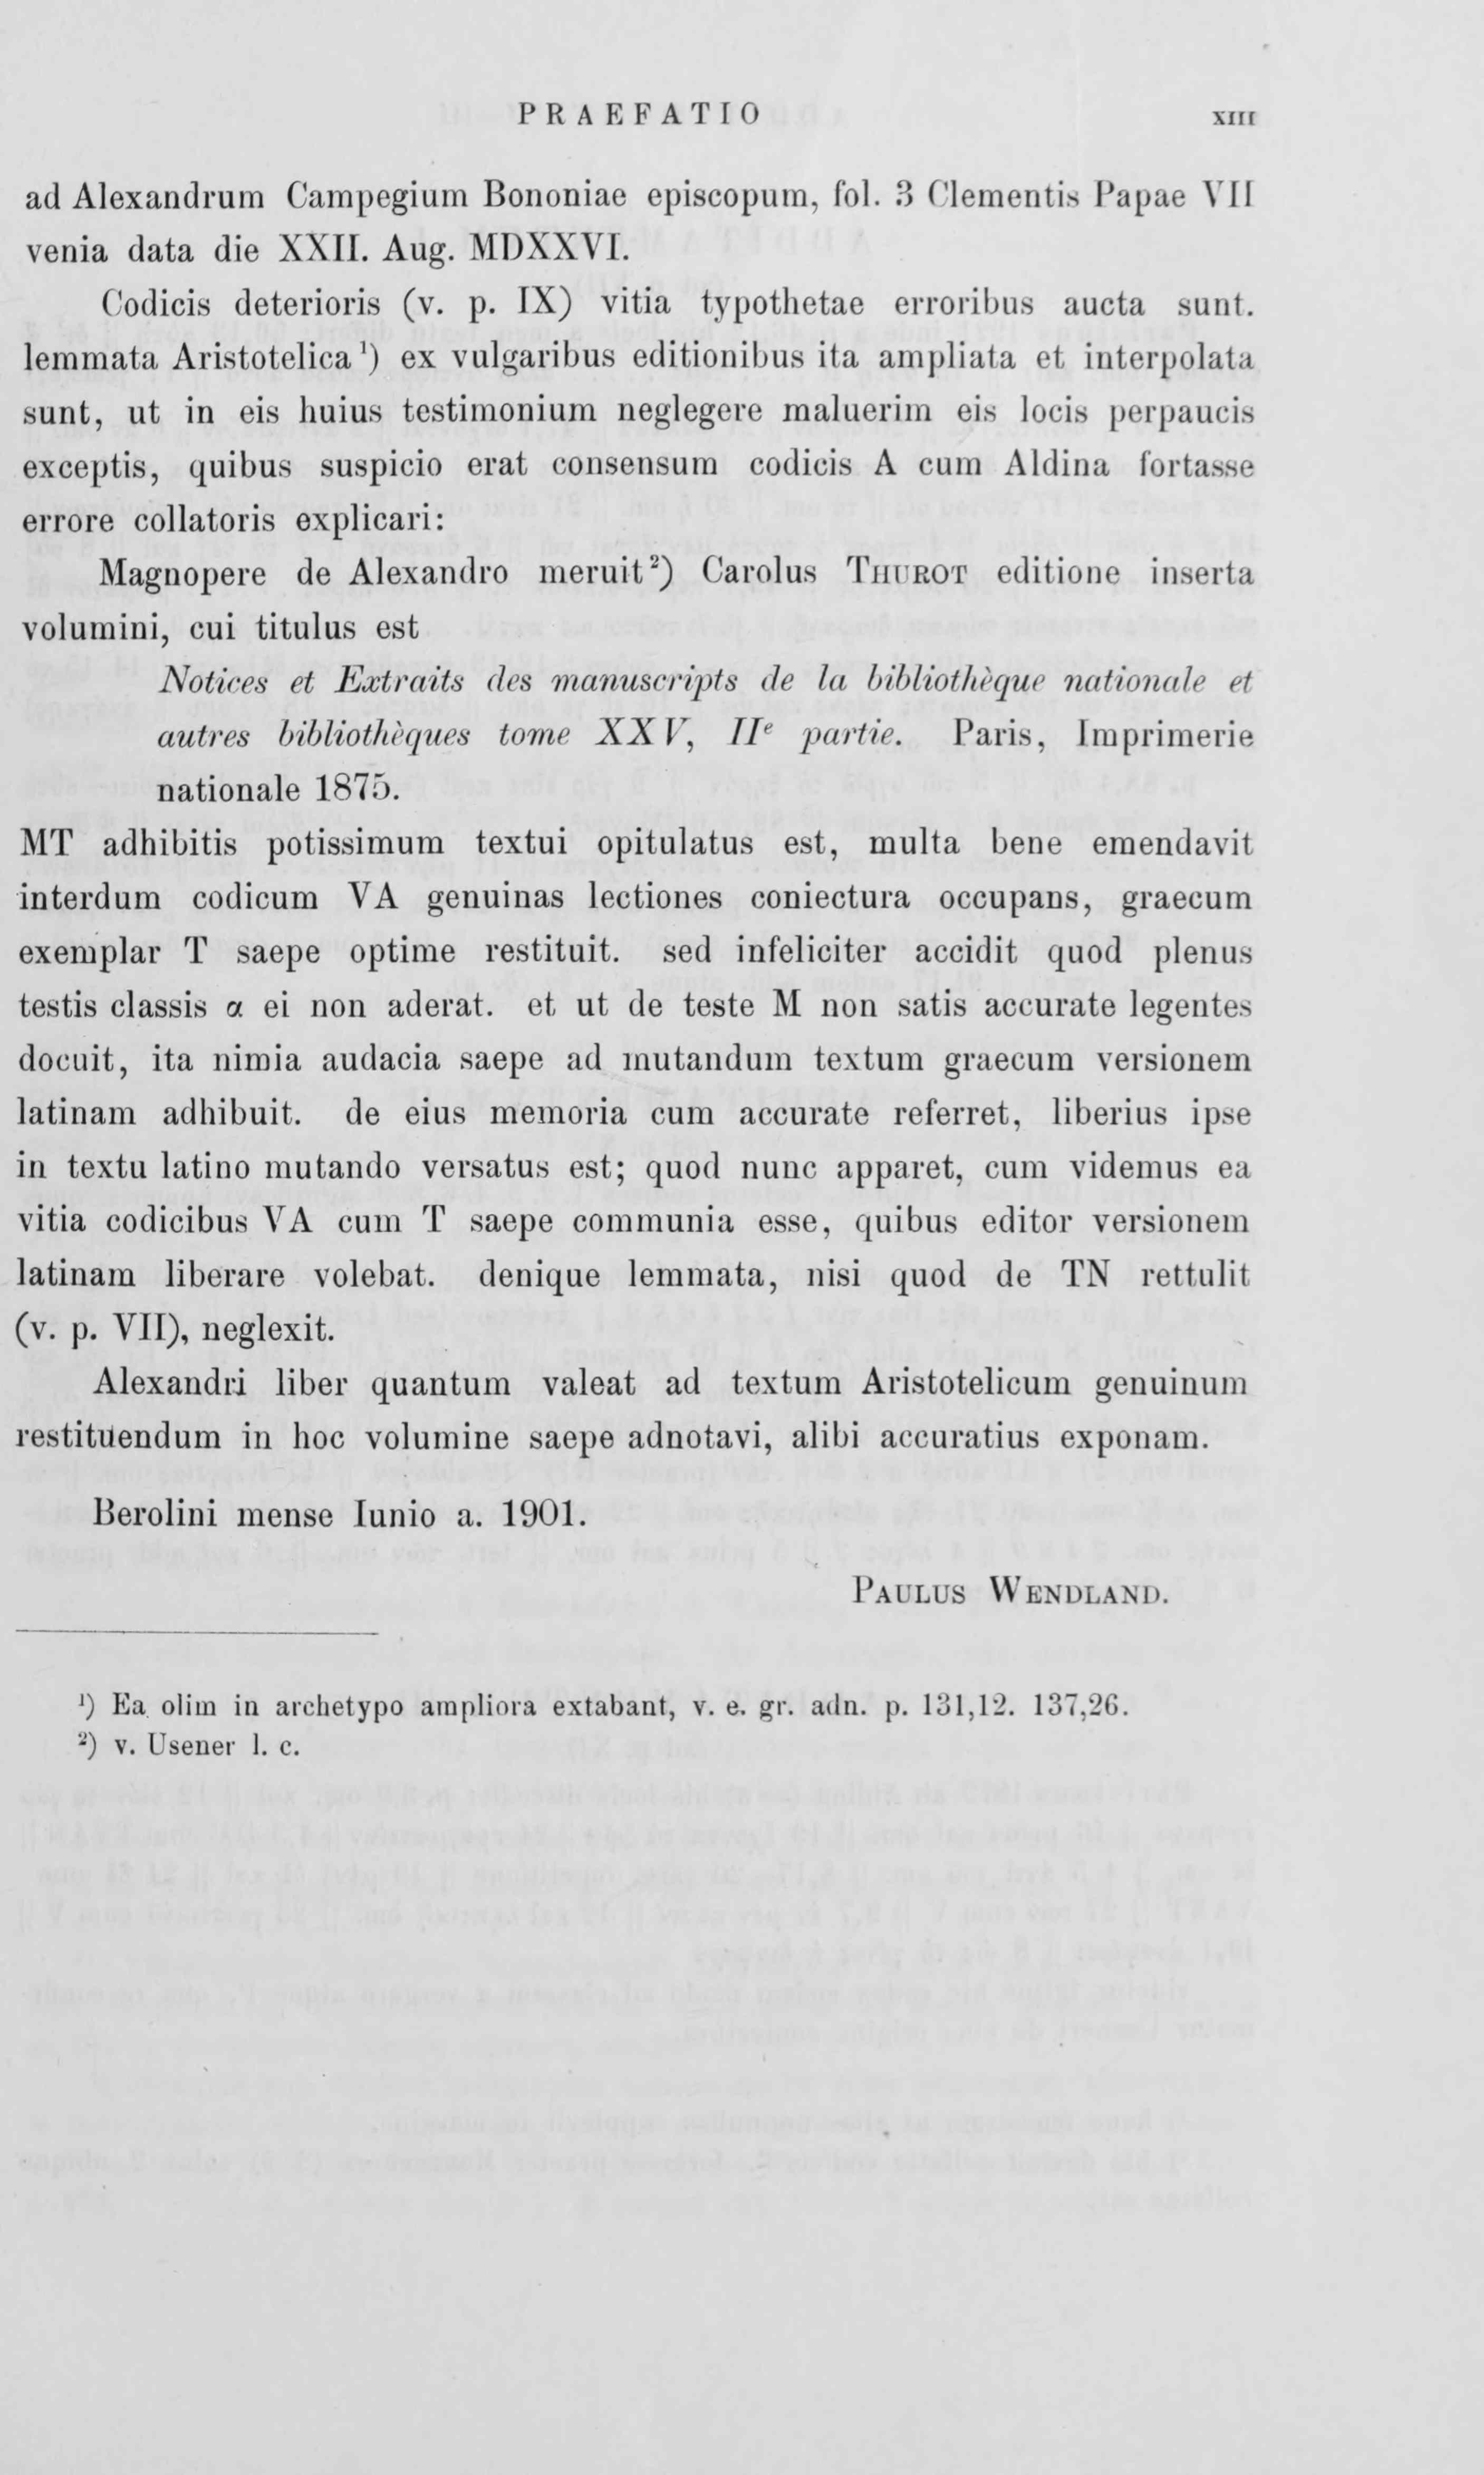 PRAEFATIO XIII
ad Alexandrum Campegium Bononiae episcopum, fol. 3 Clementis Papae VII
venia data die XXII. Aug. MDXXVI.
Codicis deterioris (v. p. IX) vitia typothetae erroribus aucta sunt.
lemmata Aristotelica ¹) ex vulgaribus editionibus ita ampliata et interpolata
sunt, ut in eis huius testimonium neglegere maluerim eis locis perpaucis
exceptis, quibus suspicio erat consensum codicis A cum Aldina fortasse
errore collatoris explicari:
Magnopere de Alexandro meruit ²) Carolus Thurot editione inserta
volumini, cui titulus est
Notices et Extraits des manuscripts de la bibliothèque nationale et
autres bibliothèques tome XXV, IIᵉ partie. Paris, Imprimerie
nationale 1875.
MT adhibitis potissimum textui opitulatus est, multa bene emendavit
interdum codicum VA genuinas lectiones coniectura occupans, graecum
exemplar T saepe optime restituit. sed infeliciter accidit quod plenus
testis classis α ei non aderat. et ut de teste M non satis accurate legentes
docuit, ita nimia audacia saepe ad mutandum textum graecum versionem
latinam adhibuit. de eius memoria cum accurate referret, liberius ipse
in textu latino mutando versatus est; quod nunc apparet, cum videmus ea
vitia codicibus VA cum T saepe communia esse, quibus editor versionem
latinam liberare volebat. denique lemmata, nisi quod de TN rettulit
(v. p. VII), neglexit.
Alexandri liber quantum valeat ad textum Aristotelicum genuinum
restituendum in hoc volumine saepe adnotavi, alibi accuratius exponam.
Berolini mense Iunio a. 1901.
Paulus Wendland.
¹) Ea olim in archetypo ampliora extabant, v. e. gr. adn. p. 131,12. 137,26.
²) v. Usener l. c.